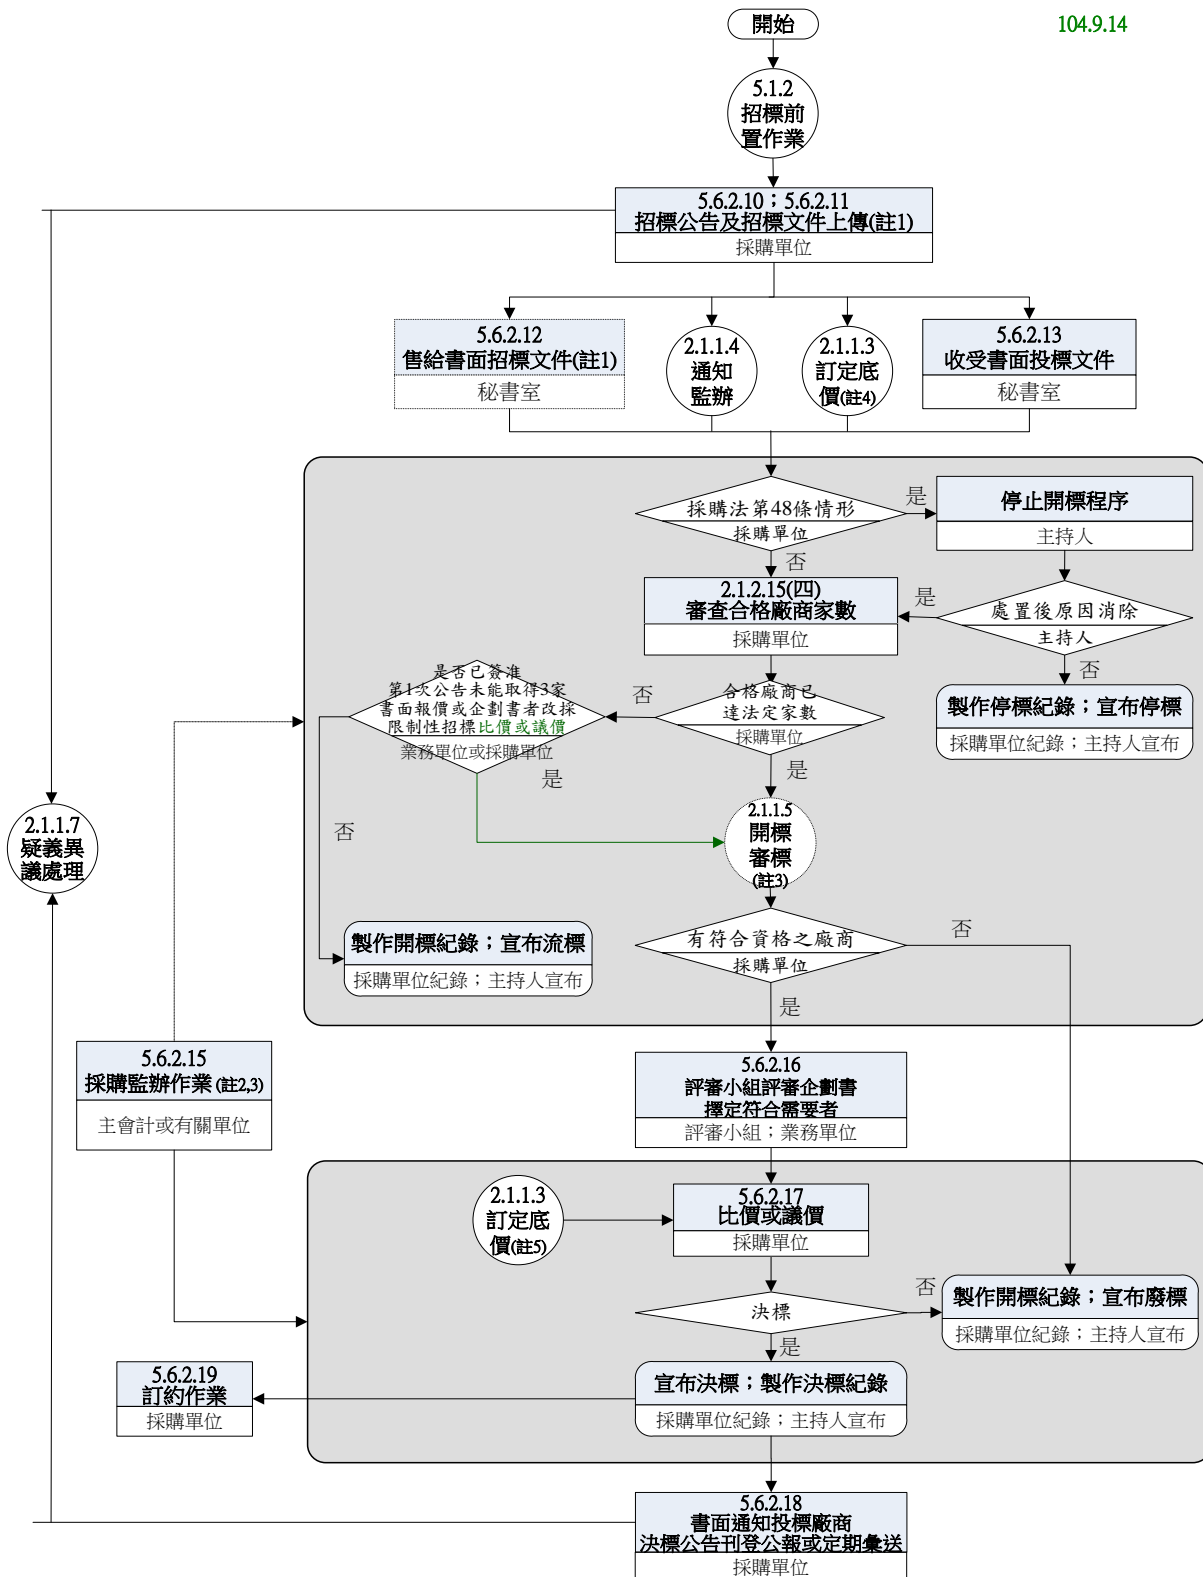 開始
104.9.14
5.1.2
招標前
置作業
5.6.2.10；5.6.2.11
招標公告及招標文件上傳(註1)
採購單位
5.6.2.12
售給書面招標文件(註1)
秘書室
2.1.1.4
通知
監辦
2.1.1.3
訂定底
價(註4)
5.6.2.13
收受書面投標文件
秘書室
採購法第48條情形
採購單位
是
停止開標程序
主持人
否
2.1.2.15(四)
審查合格廠商家數
採購單位
是
處置後原因消除
主持人
否
製作停標紀錄；宣布停標
採購單位紀錄；主持人宣布
是否已簽准
第1次公告未能取得3家
書面報價或企劃書者改採
限制性招標比價或議價
業務單位或採購單位
否
合格廠商已
達法定家數
採購單位
是
是
否
2.1.1.5
開標
審標
(註3)
2.1.1.7
疑義異
議處理
製作開標紀錄；宣布流標
採購單位紀錄；主持人宣布
有符合資格之廠商
採購單位
否
是
5.6.2.15
採購監辦作業(註2,3)
主會計或有關單位
5.6.2.16
評審小組評審企劃書
擇定符合需要者
評審小組；業務單位
2.1.1.3
訂定底
價(註5)
5.6.2.17
比價或議價
採購單位
決標
否
製作開標紀錄；宣布廢標
採購單位紀錄；主持人宣布
是
5.6.2.19
訂約作業
採購單位
宣布決標；製作決標紀錄
採購單位紀錄；主持人宣布
5.6.2.18
書面通知投標廠商
決標公告刊登公報或定期彙送
採購單位